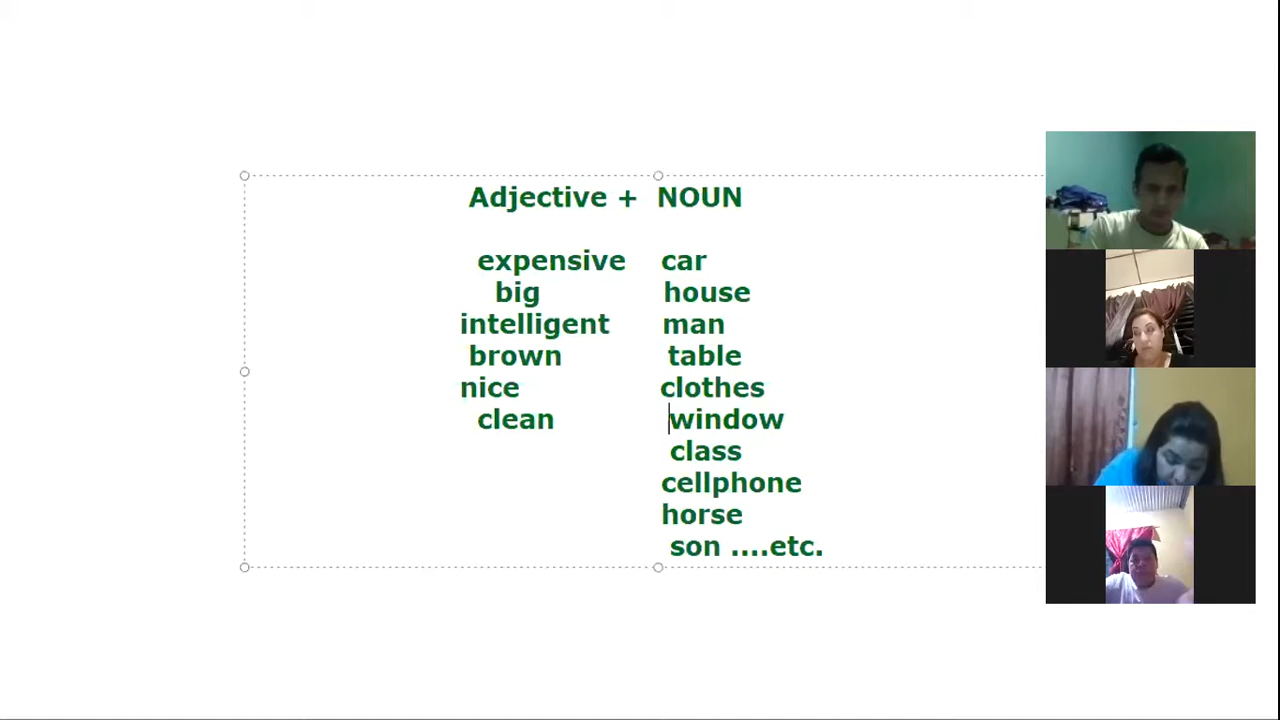 Adjective + NOUN
expensive car
big house
intelligent man
brown table
nice clothes
clean window
class
cellphone
horse
son ....etc.